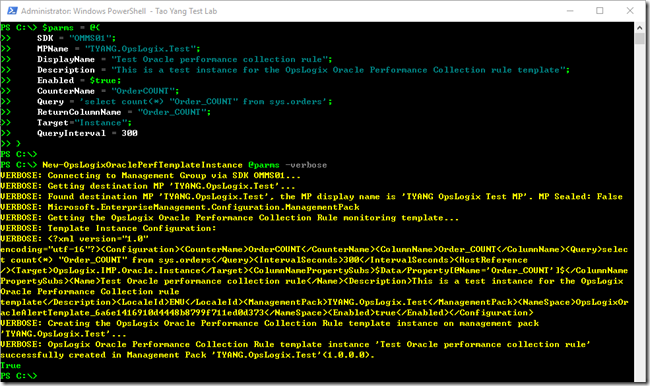 Administrator: Windows PowerShell - Tao Yang Test Lab
PS C:\> $parms = @{
>>     SDK = "OMMS01";
>>     MPName = "TYANG.OpsLogix.Test";
>>     DisplayName = "Test Oracle performance collection rule";
>>     Description = "This is a test instance for the OpsLogix Oracle Performance Collection rule template";
>>     Enabled = $true;
>>     CounterName = "OrderCOUNT";
>>     Query = 'select count(*) "Order_COUNT" from sys.orders';
>>     ReturnColumnName = "Order_COUNT";
>>     Target="Instance";
>>     QueryInterval = 300
>> }
PS C:\>
PS C:\> New-OpsLogixOraclePerfTemplateInstance @parms -verbose
VERBOSE: Connecting to Management Group via SDK OMMS01...
VERBOSE: Getting destination MP 'TYANG.OpsLogix.Test'...
VERBOSE: Found destination MP 'TYANG.OpsLogix.Test', the MP display name is 'TYANG OpsLogix Test MP'. MP Sealed: False
VERBOSE: Microsoft.EnterpriseManagement.Configuration.ManagementPack
VERBOSE: Getting the OpsLogix Oracle Performance Collection Rule monitoring template...
VERBOSE: Template Instance Configuration:
VERBOSE: <?xml version="1.0"
encoding="utf-16"?><Configuration><CounterName>OrderCOUNT</CounterName><ColumnName>Order_COUNT</ColumnName><Query>selec
t count(*) "Order_COUNT" from sys.orders</Query><IntervalSeconds>300</IntervalSeconds><HostReference
/><Target>OpsLogix.IMP.Oracle.Instance</Target><ColumnNamePropertySubs>$Data/Property[@Name='Order_COUNT']$</ColumnName
PropertySubs><Name>Test Oracle performance collection rule</Name><Description>This is a test instance for the OpsLogix
Oracle Performance Collection rule
template</Description><LocaleId>ENU</LocaleId><ManagementPack>TYANG.OpsLogix.Test</ManagementPack><NameSpace>OpsLogixOr
acleAlertTemplate_6a6e1416910d4448b8799f711ed0d373</NameSpace><Enabled>true</Enabled></Configuration>
VERBOSE: Creating the OpsLogix Oracle Performance Collection Rule template instance on management pack
'TYANG.OpsLogix.Test'...
VERBOSE: OpsLogix Oracle Performance Collection Rule template instance 'Test Oracle performance collection rule'
successfully created in Management Pack 'TYANG.OpsLogix.Test'(1.0.0.0).
True
PS C:\>